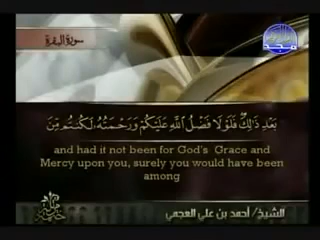 سورة البقرة
بَعْدِ ذَٰلِكَ فَلَوْلَا فَضْلُ اللَّهِ عَلَيْكُمْ وَرَحْمَتُهُ لَكُنتُم مِّنَ
and had it not been for God's Grace and
Mercy upon you, surely you would have been
among
الشيخ/ أحمد بن علي العجمي